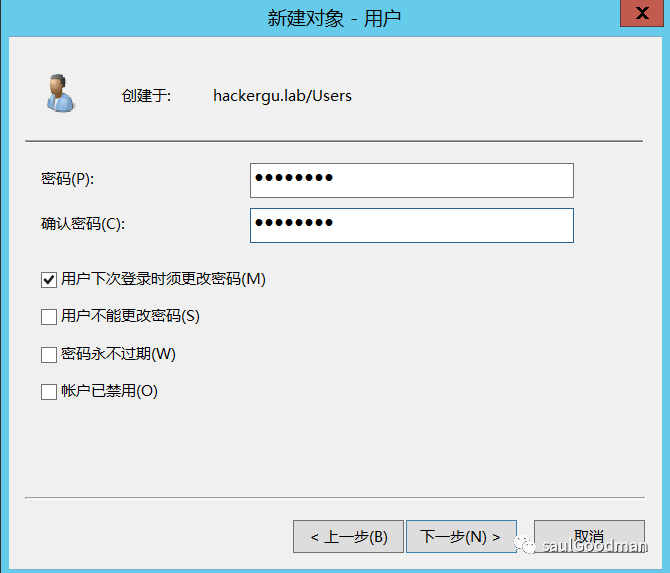 新建对象 - 用户
X
创建于: hackergu.lab/Users
密码(P): ●●●●●●●●
确认密码(C): ●●●●●●●●
用户下次登录时须更改密码(M)
用户不能更改密码(S)
密码永不过期(W)
帐户已禁用(O)
< 上一步(B) 下一步(N) > 取消
saulGoodman